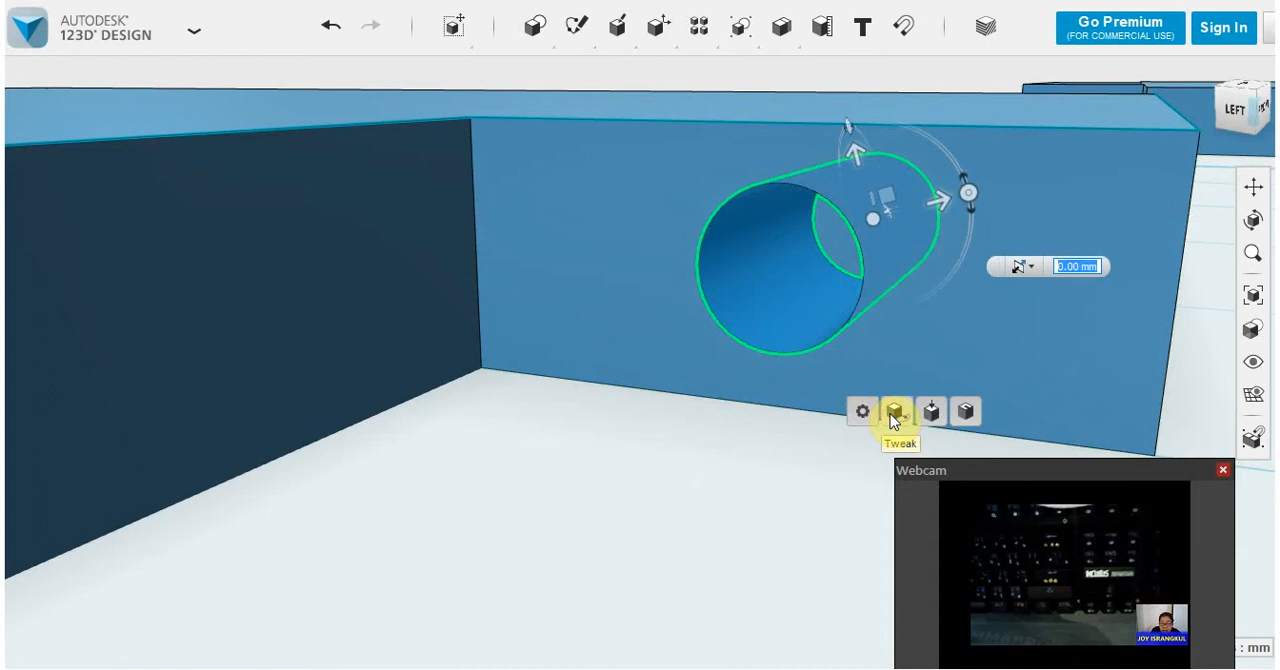 AUTODESK®
123D® DESIGN
T
Go Premium
(FOR COMMERCIAL USE)
Sign In
LEFT
0.00 mm
Tweak
Webcam
JOY ISRANGKUL
: mm